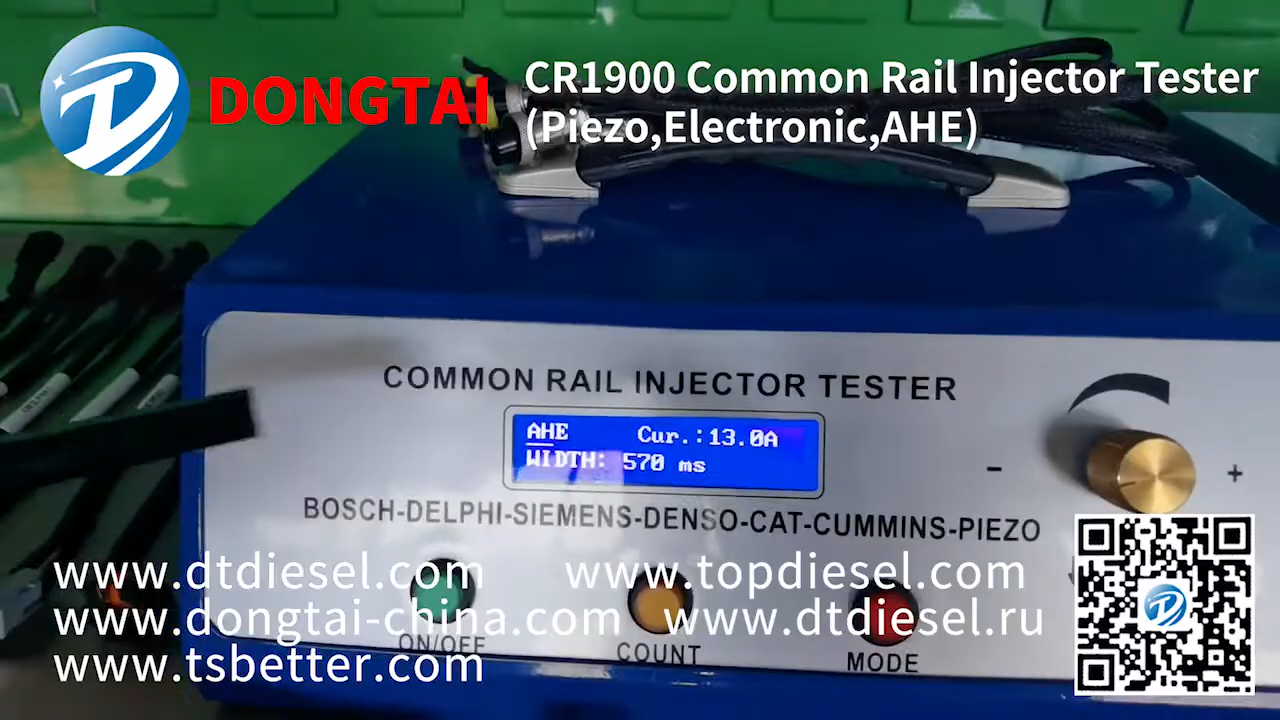 DONGTAI
CR1900 Common Rail Injector Tester
(Piezo,Electronic,AHE)
COMMON RAIL INJECTOR TESTER
AHE Cur.:13.0A
WIDTH: 570 ms
- +
BOSCH-DELPHI-SIEMENS-DENSO-CAT-CUMMINS-PIEZO
www.dtdiesel.com www.topdiesel.com
www.dongtai-china.com www.dtdiesel.ru
www.tsbetter.com
ON/OFF COUNT MODE